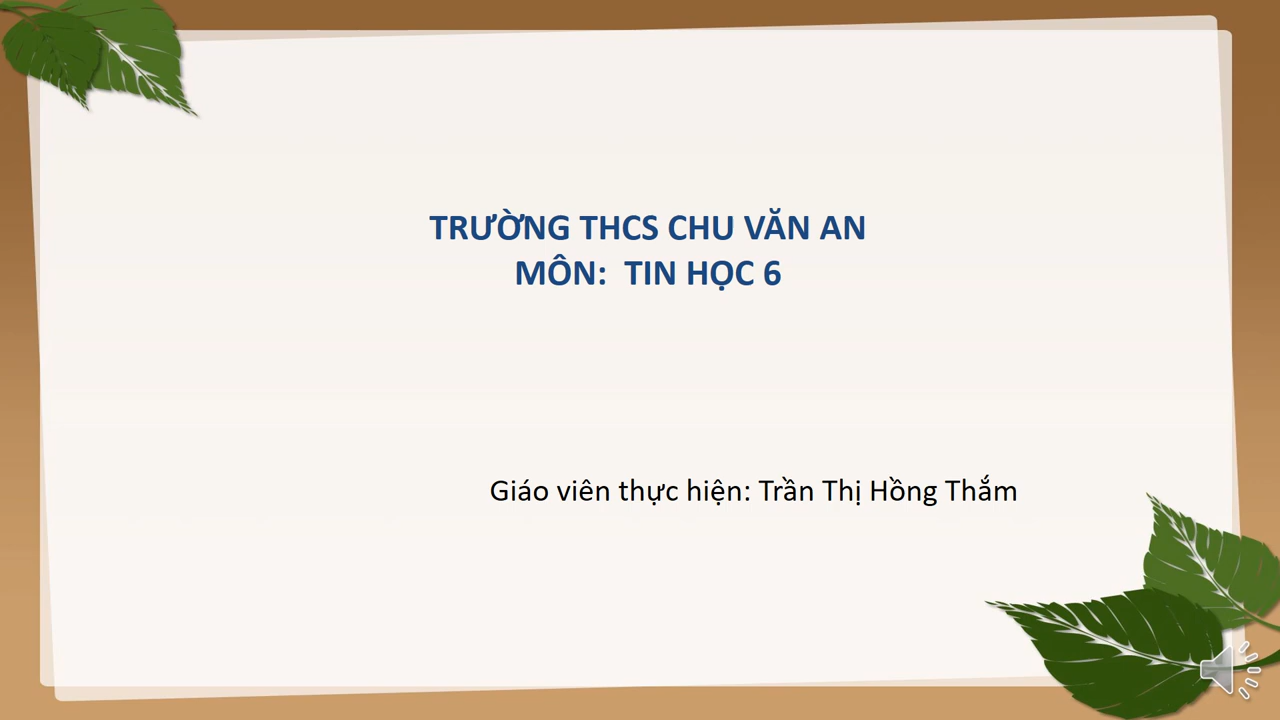 TRƯỜNG THCS CHU VĂN AN
MÔN: TIN HỌC 6
Giáo viên thực hiện: Trần Thị Hồng Thắm